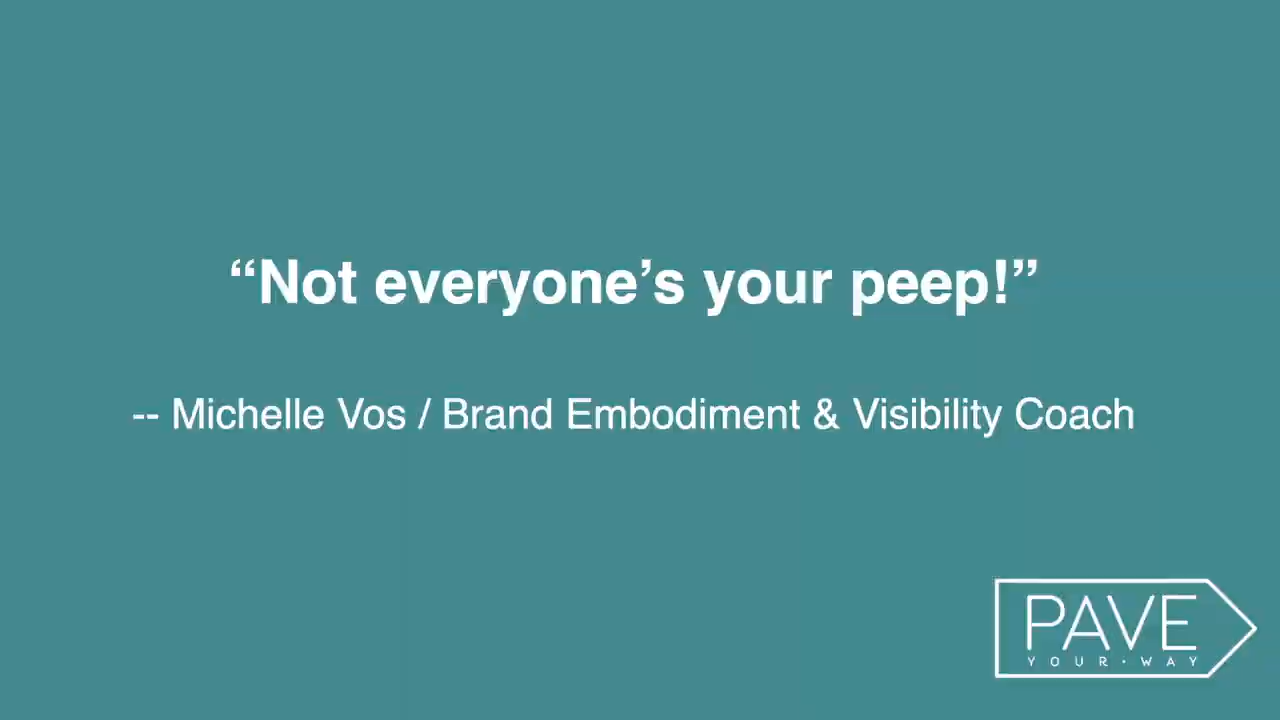 “Not everyone’s your peep!”
-- Michelle Vos / Brand Embodiment & Visibility Coach
PAVE
YOUR·WAY